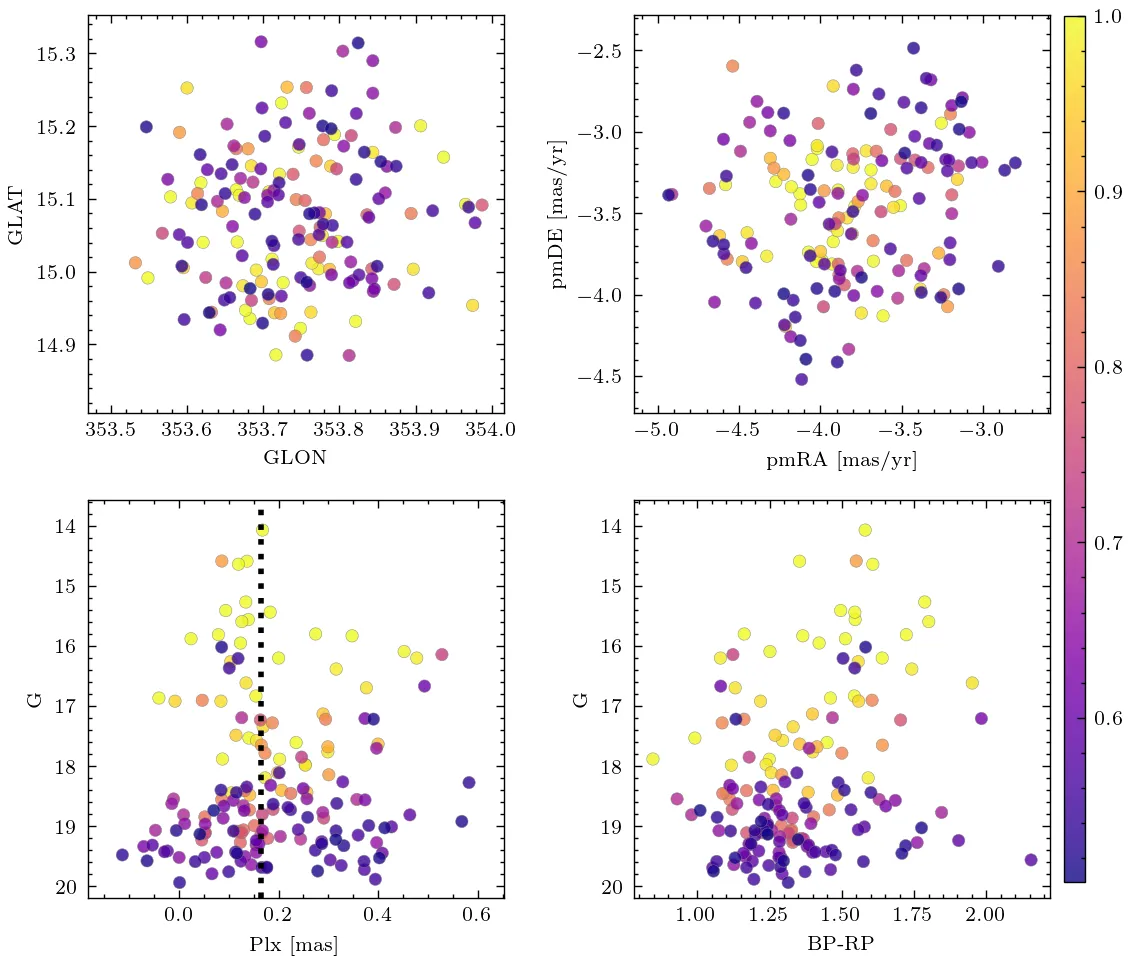 15.3
15.2
15.1
15.0
14.9
GLAT
353.5 353.6 353.7 353.8 353.9 354.0
GLON
−2.5
−3.0
−3.5
−4.0
−4.5
pmDE [mas/yr]
−5.0 −4.5 −4.0 −3.5 −3.0
pmRA [mas/yr]
1.0
0.9
0.8
0.7
0.6
14
15
16
17
18
19
20
G
0.0 0.2 0.4 0.6
Plx [mas]
14
15
16
17
18
19
20
G
1.00 1.25 1.50 1.75 2.00
BP-RP